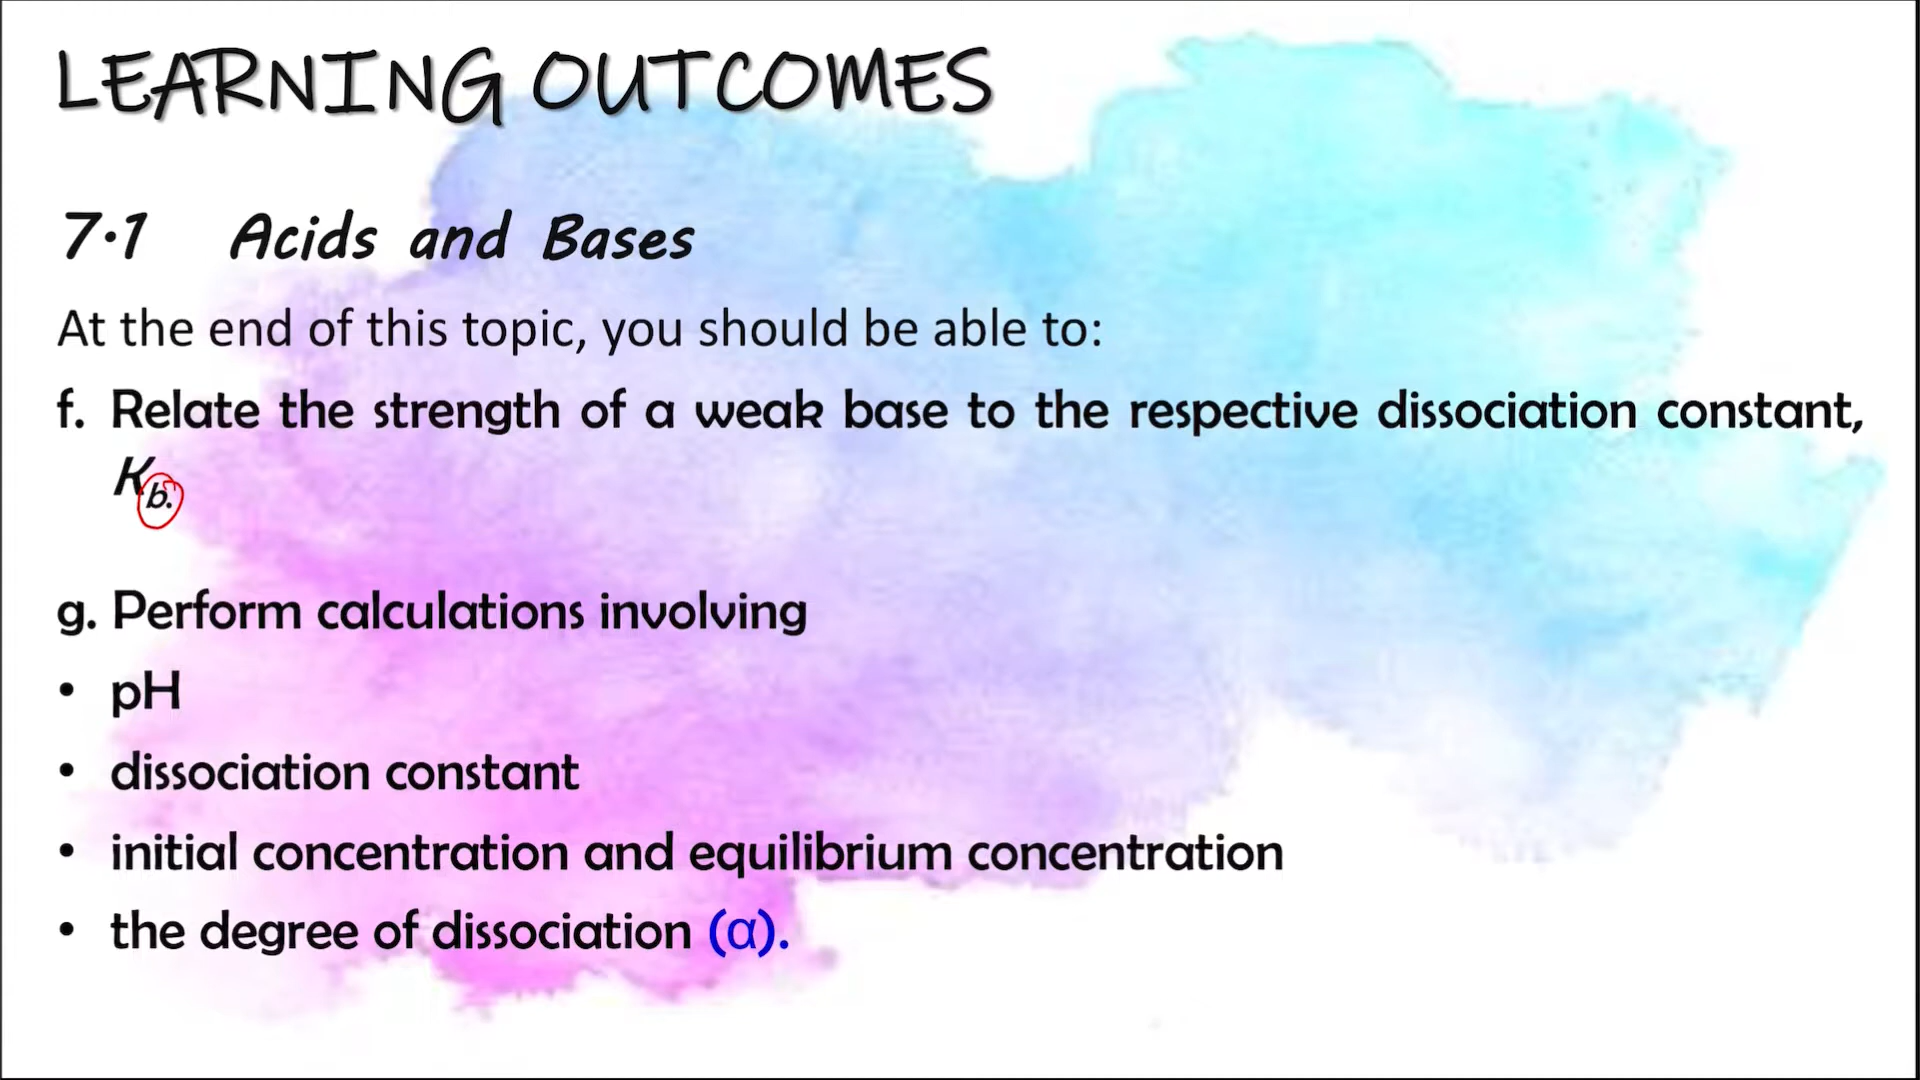 LEARNING OUTCOMES
7.1 Acids and Bases
At the end of this topic, you should be able to:
f. Relate the strength of a weak base to the respective dissociation constant,
Kb.
g. Perform calculations involving
• pH
• dissociation constant
• initial concentration and equilibrium concentration
• the degree of dissociation (α).